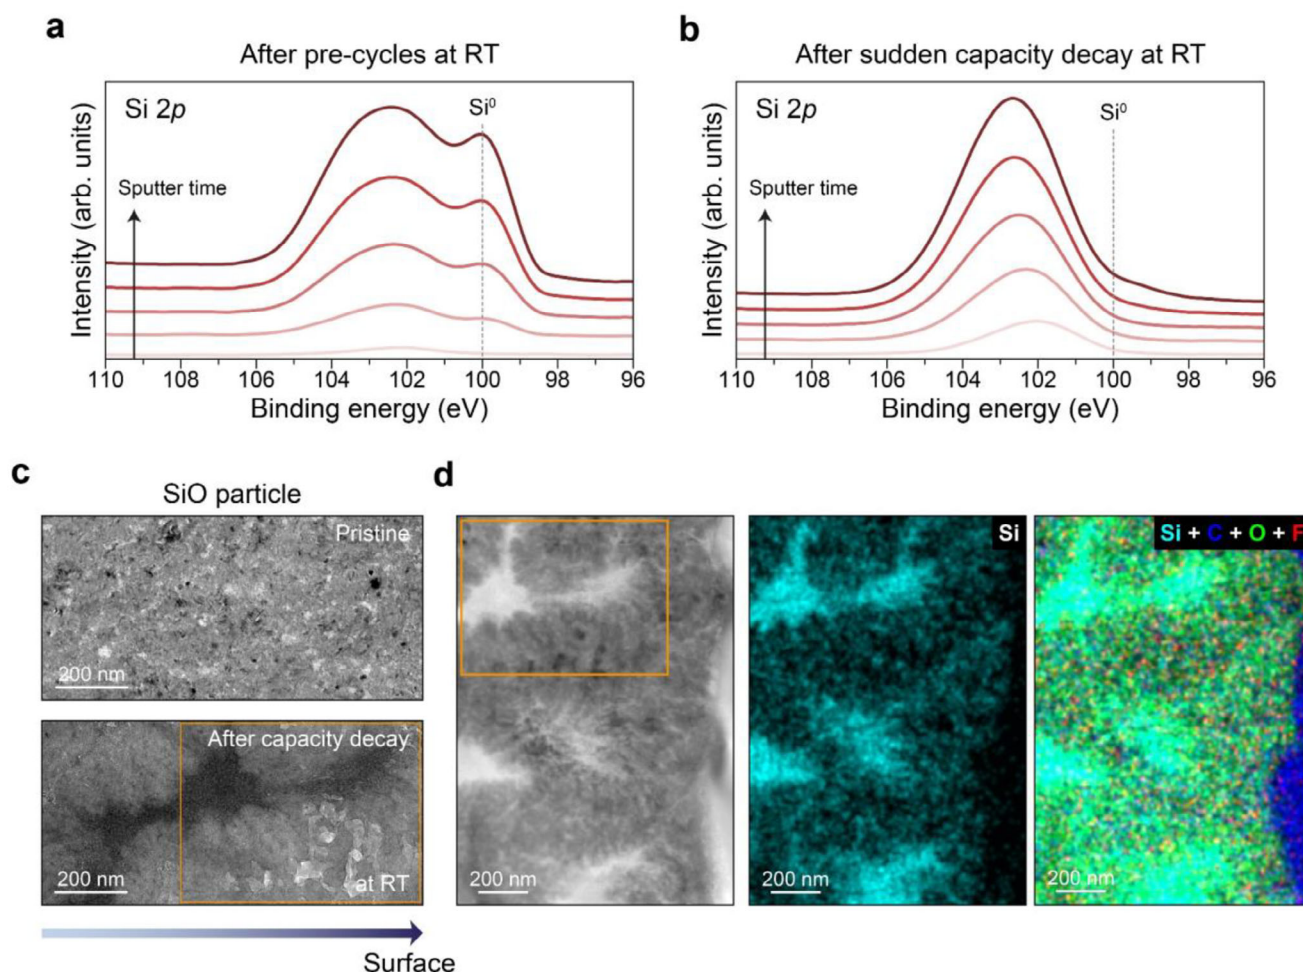 a
After pre-cycles at RT
Si 2p
Si⁰
Sputter time
Intensity (arb. units)
110 108 106 104 102 100 98 96
Binding energy (eV)
b
After sudden capacity decay at RT
Si 2p
Si⁰
Sputter time
Intensity (arb. units)
110 108 106 104 102 100 98 96
Binding energy (eV)
c
SiO particle
Pristine
200 nm
After capacity decay
200 nm
at RT
Surface
d
200 nm
Si
200 nm
Si + C + O + F
200 nm